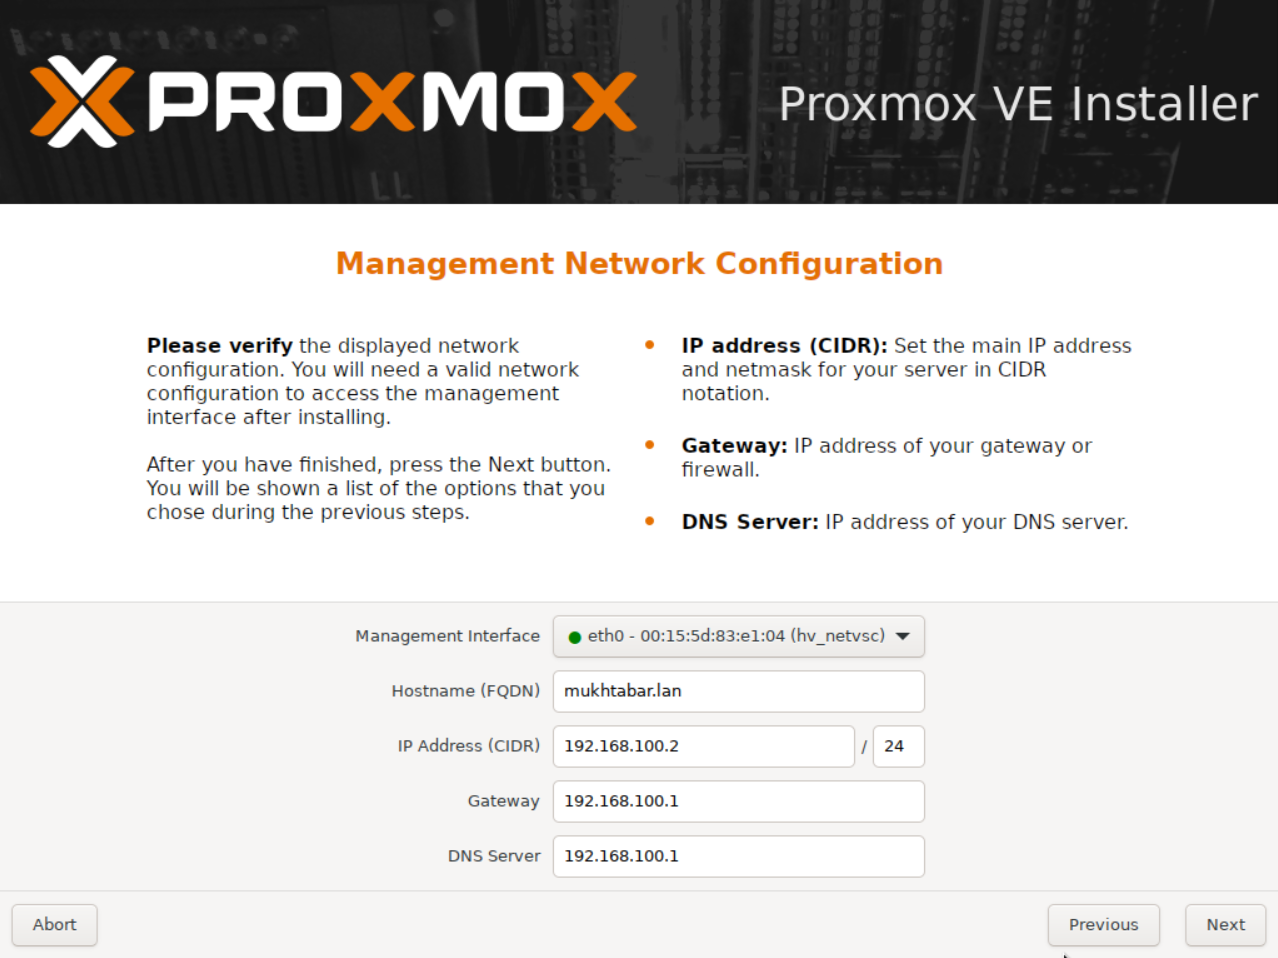 PROXMOX
Proxmox VE Installer
Management Network Configuration
Please verify the displayed network
configuration. You will need a valid network
configuration to access the management
interface after installing.
After you have finished, press the Next button.
You will be shown a list of the options that you
chose during the previous steps.
IP address (CIDR): Set the main IP address
and netmask for your server in CIDR
notation.
Gateway: IP address of your gateway or
firewall.
DNS Server: IP address of your DNS server.
Management Interface
eth0 - 00:15:5d:83:e1:04 (hv_netvsc)
Hostname (FQDN)
mukhtabar.lan
IP Address (CIDR)
192.168.100.2 / 24
Gateway
192.168.100.1
DNS Server
192.168.100.1
Abort
Previous
Next